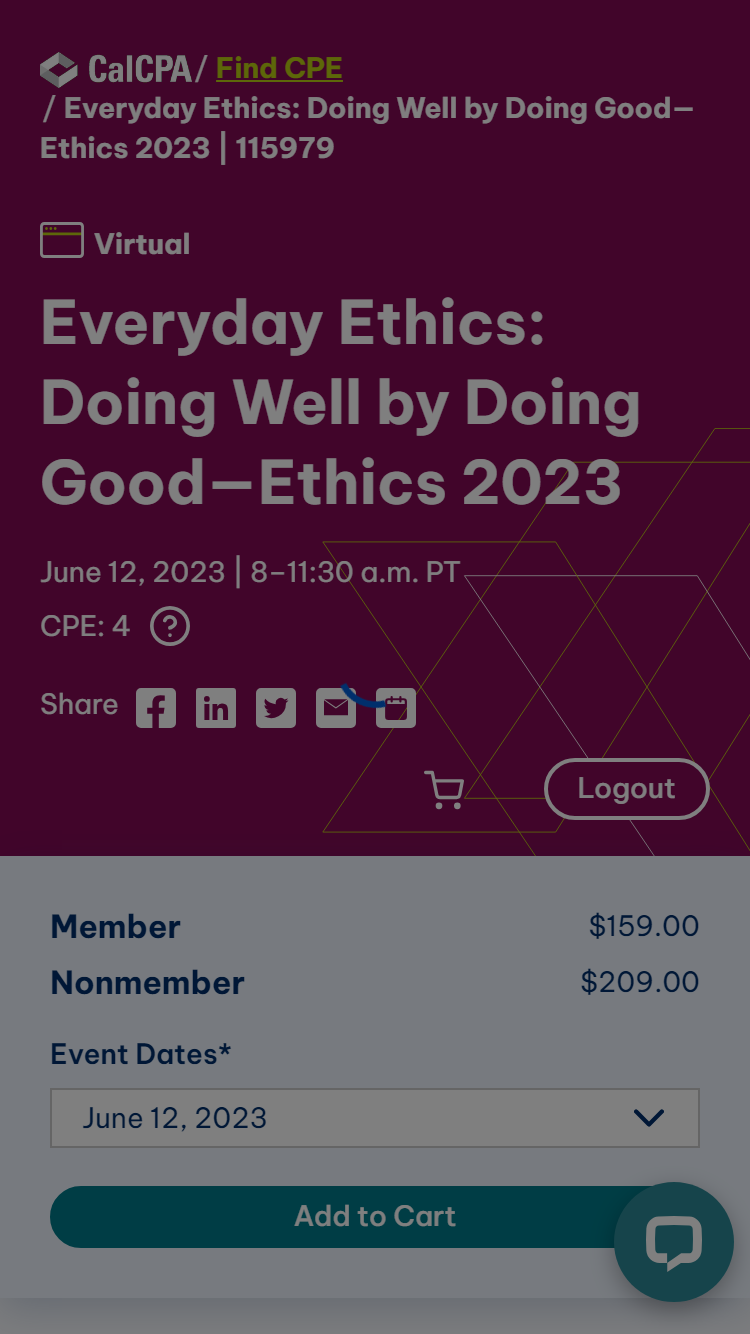 CalCPA / Find CPE
/ Everyday Ethics: Doing Well by Doing Good—
Ethics 2023 | 115979
Virtual
Everyday Ethics:
Doing Well by Doing
Good—Ethics 2023
June 12, 2023 | 8–11:30 a.m. PT
CPE: 4 ?
Share
Logout
Member $159.00
Nonmember $209.00
Event Dates*
June 12, 2023
Add to Cart